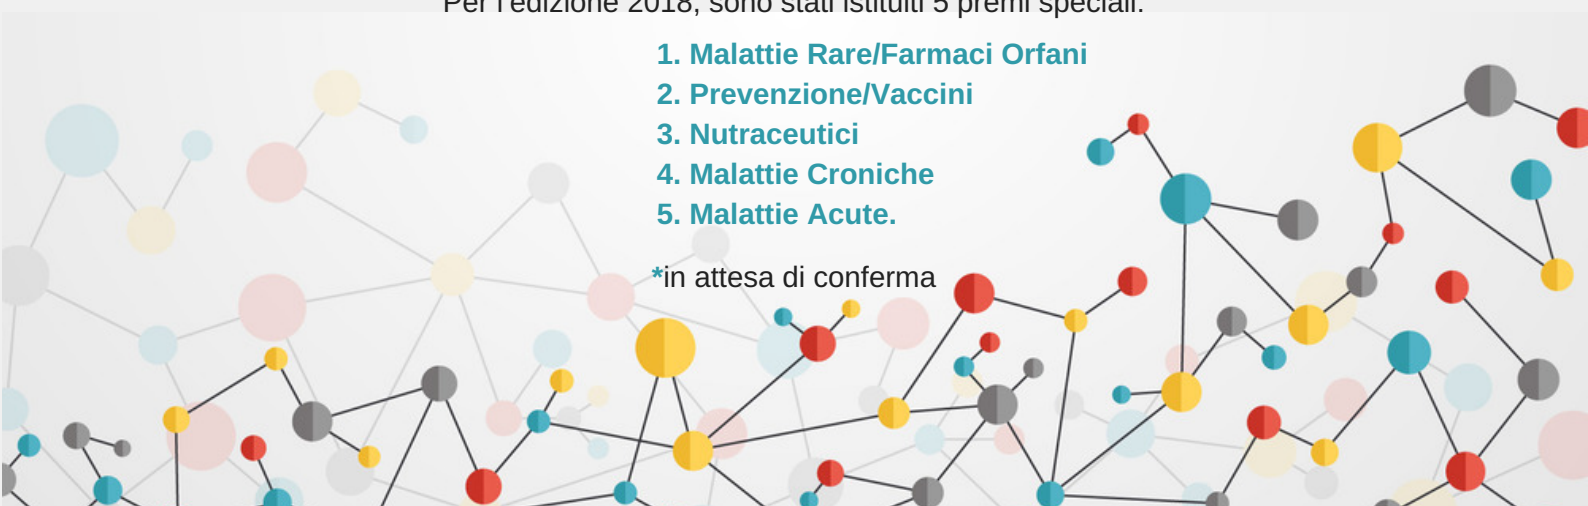 Per l'edizione 2018, sono stati istituiti 5 premi speciali:
1. Malattie Rare/Farmaci Orfani
2. Prevenzione/Vaccini
3. Nutraceutici
4. Malattie Croniche
5. Malattie Acute.
*in attesa di conferma